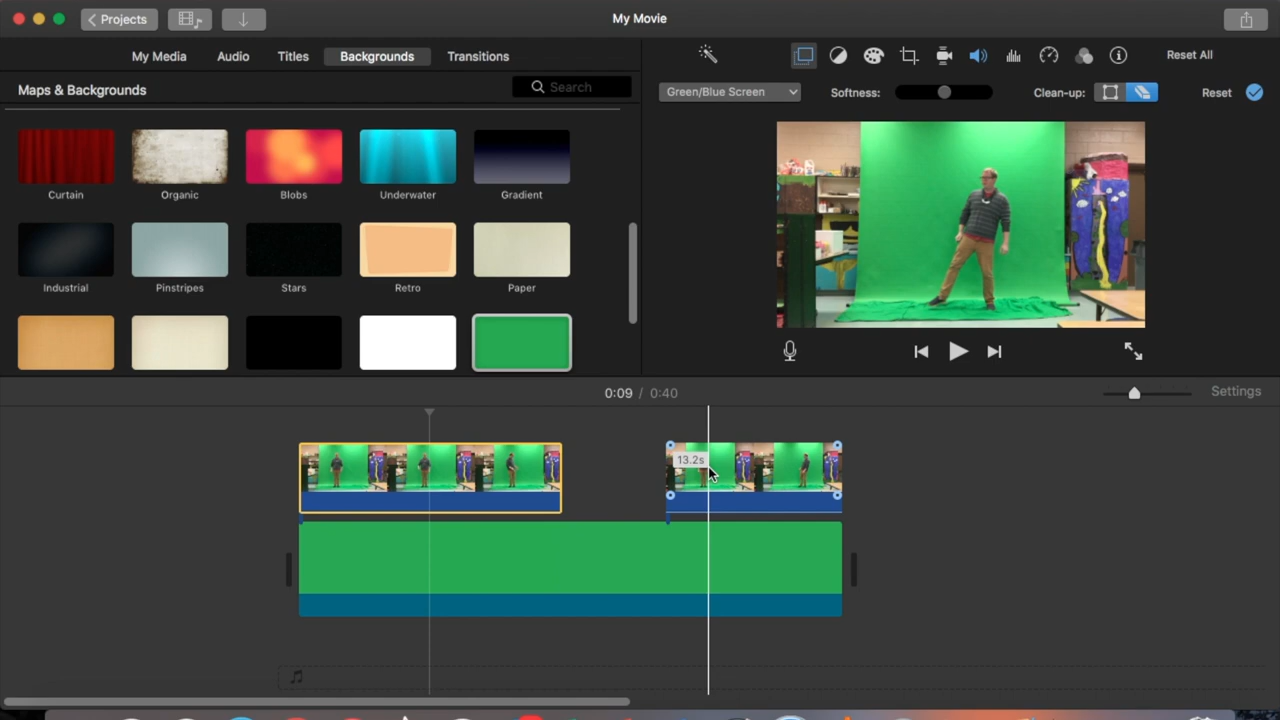 Projects
My Movie
My Media
Audio
Titles
Backgrounds
Transitions
Reset All
Maps & Backgrounds
Search
Green/Blue Screen
Softness:
Clean-up:
Reset
Curtain
Organic
Blobs
Underwater
Gradient
Industrial
Pinstripes
Stars
Retro
Paper
0:09 / 0:40
Settings
13.2s